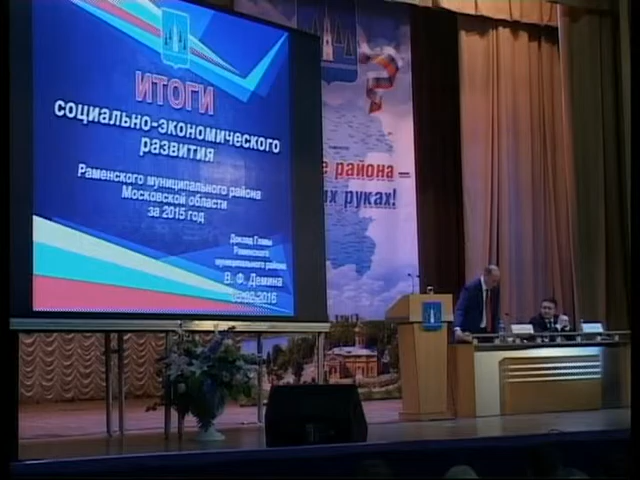 ИТОГИ
социально-экономического
развития
Раменского муниципального района
Московской области
за 2015 год
Доклад Главы
Раменского
муниципального района
В. Ф. Демина
2016
района –
руках!